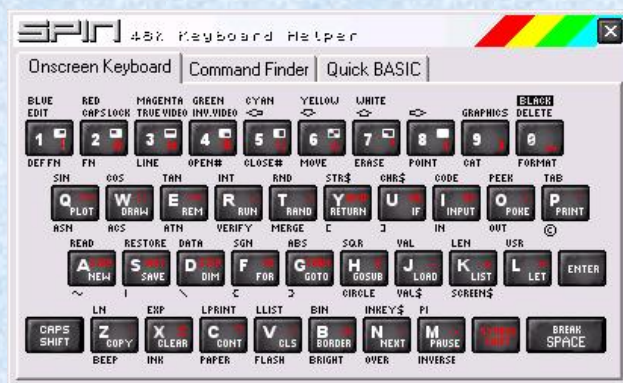 SPIN 48k Keyboard Helper
Onscreen Keyboard Command Finder Quick BASIC
BLUE RED MAGENTA GREEN CYAN YELLOW WHITE BLACK
EDIT CAPS LOCK TRUE VIDEO INV.VIDEO GRAPHICS DELETE
1 2 3 4 5 6 7 8 9 0
DEF FN FN LINE OPEN# CLOSE# MOVE ERASE POINT CAT FORMAT
SIN COS TAN INT RND STR$ CHR$ CODE PEEK TAB
Q W E R T Y U I O P
PLOT DRAW REM RUN RAND RETURN IF INPUT POKE PRINT
ASN ACS ATN VERIFY MERGE [ ] IN OUT ©
READ RESTORE DATA SGN ABS SQR VAL LEN USR
A S D F G H J K L ENTER
NEW SAVE DIM FOR GOTO GOSUB LOAD LIST LET
~ | \ { } CIRCLE VAL$ SCREEN$
LN EXP LPRINT LLIST BIN INKEY$ PI
CAPS SHIFT Z X C V B N M BREAK SPACE
COPY CLEAR CONT CLS BORDER NEXT PAUSE
BEEP INK PAPER FLASH BRIGHT OVER INVERSE